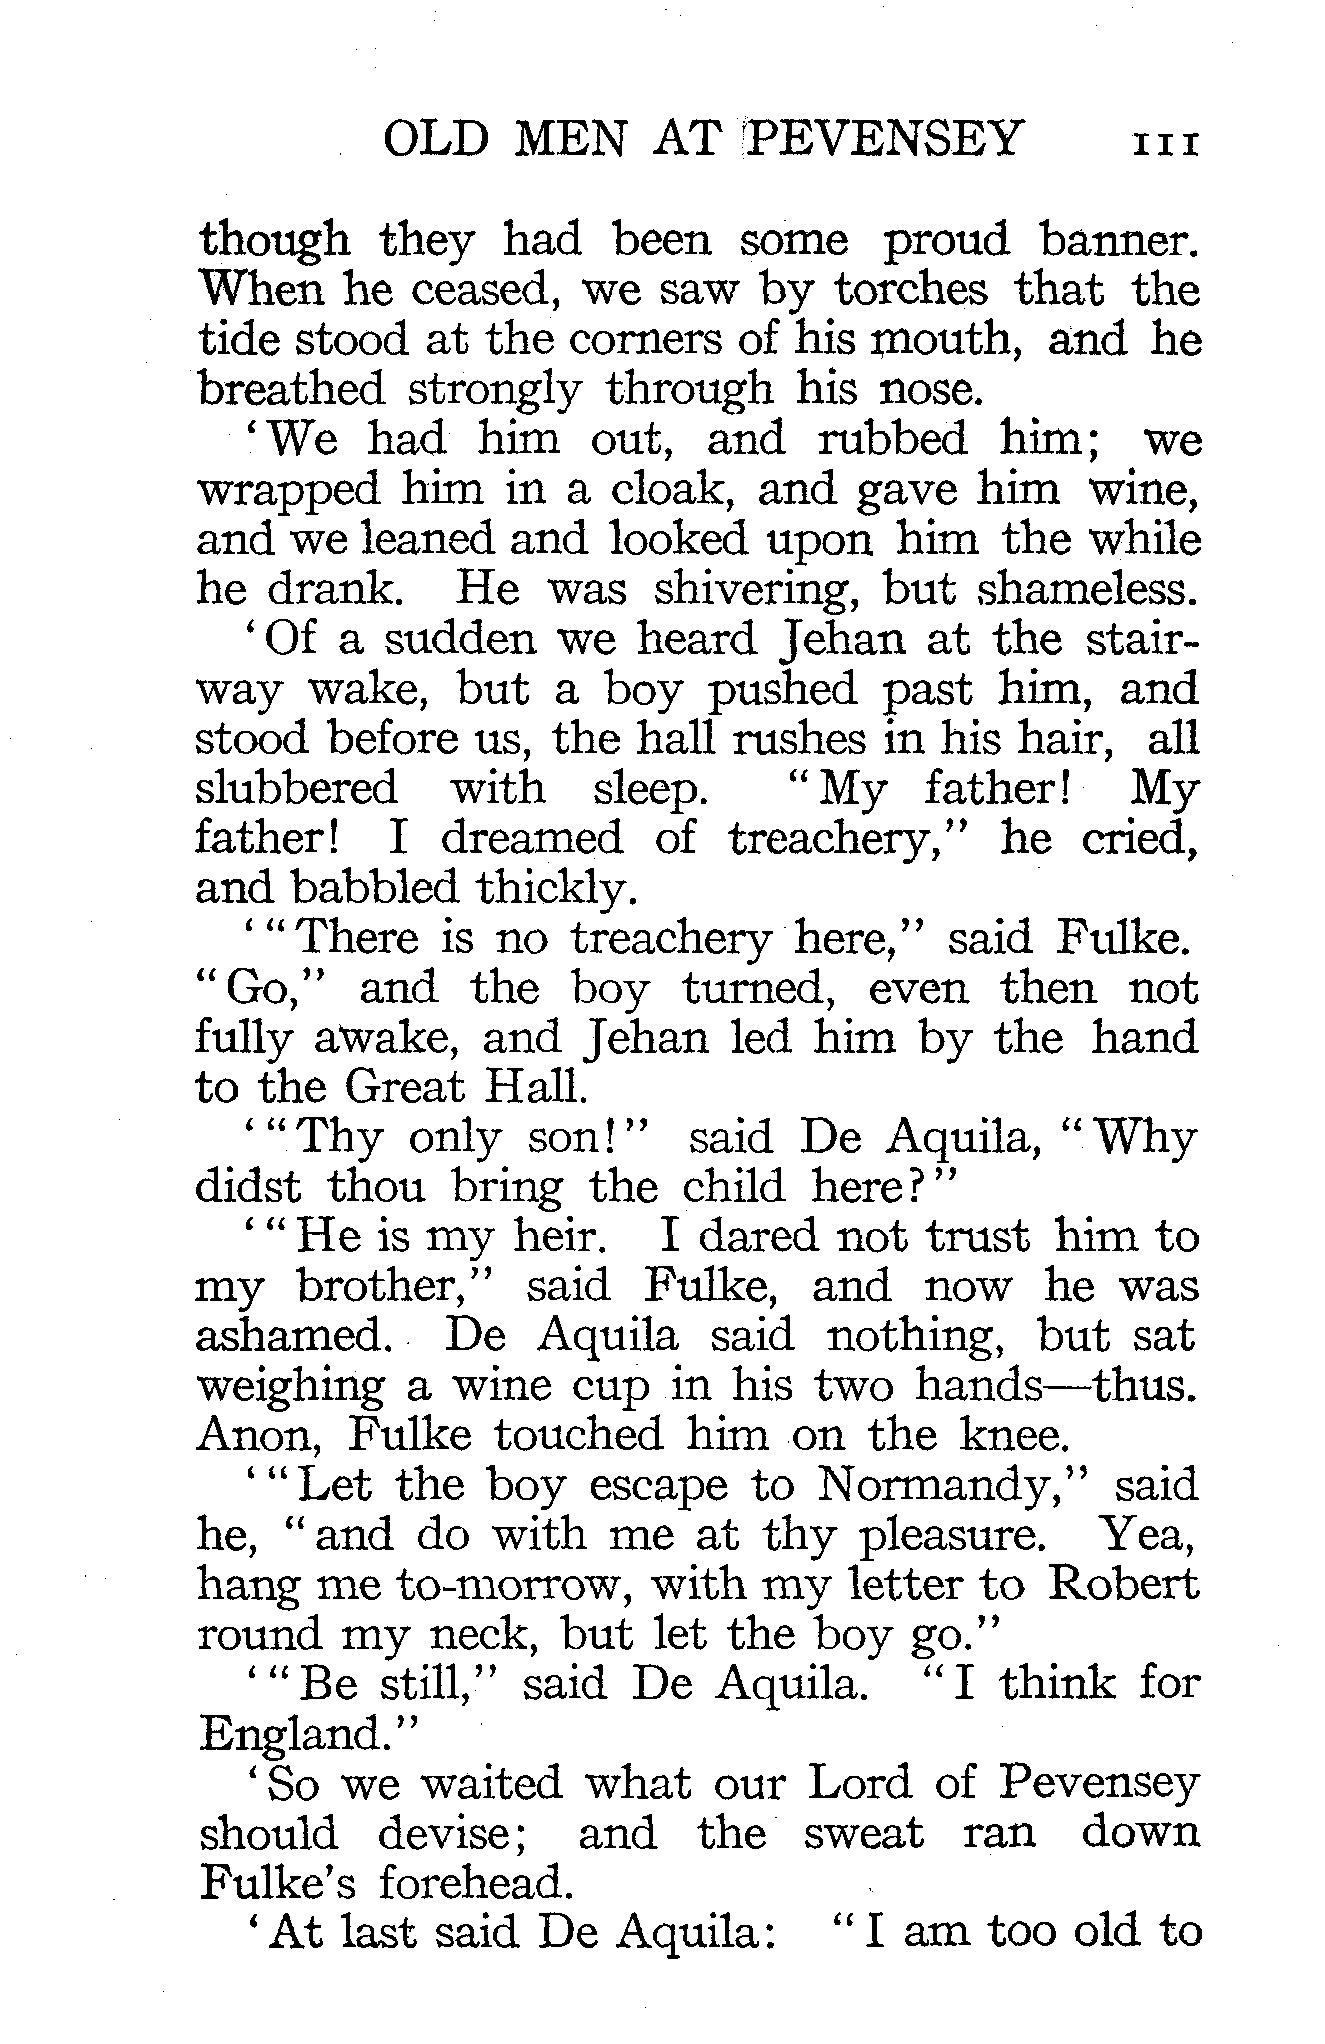 OLD MEN AT PEVENSEY 111
though they had been some proud banner.
When he ceased, we saw by torches that the
tide stood at the corners of his mouth, and he
breathed strongly through his nose.
‘We had him out, and rubbed him; we
wrapped him in a cloak, and gave him wine,
and we leaned and looked upon him the while
he drank. He was shivering, but shameless.
‘Of a sudden we heard Jehan at the stair-
way wake, but a boy pushed past him, and
stood before us, the hall rushes in his hair, all
slubbered with sleep. “My father! My
father! I dreamed of treachery,” he cried,
and babbled thickly.
‘“There is no treachery here,” said Fulke.
“Go,” and the boy turned, even then not
fully awake, and Jehan led him by the hand
to the Great Hall.
‘“Thy only son!” said De Aquila, “Why
didst thou bring the child here?”
‘“He is my heir. I dared not trust him to
my brother,” said Fulke, and now he was
ashamed. De Aquila said nothing, but sat
weighing a wine cup in his two hands—thus.
Anon, Fulke touched him on the knee.
‘“Let the boy escape to Normandy,” said
he, “and do with me at thy pleasure. Yea,
hang me to-morrow, with my letter to Robert
round my neck, but let the boy go.”
‘“Be still,” said De Aquila. “I think for
England.”
‘So we waited what our Lord of Pevensey
should devise; and the sweat ran down
Fulke’s forehead.
‘At last said De Aquila: “I am too old to